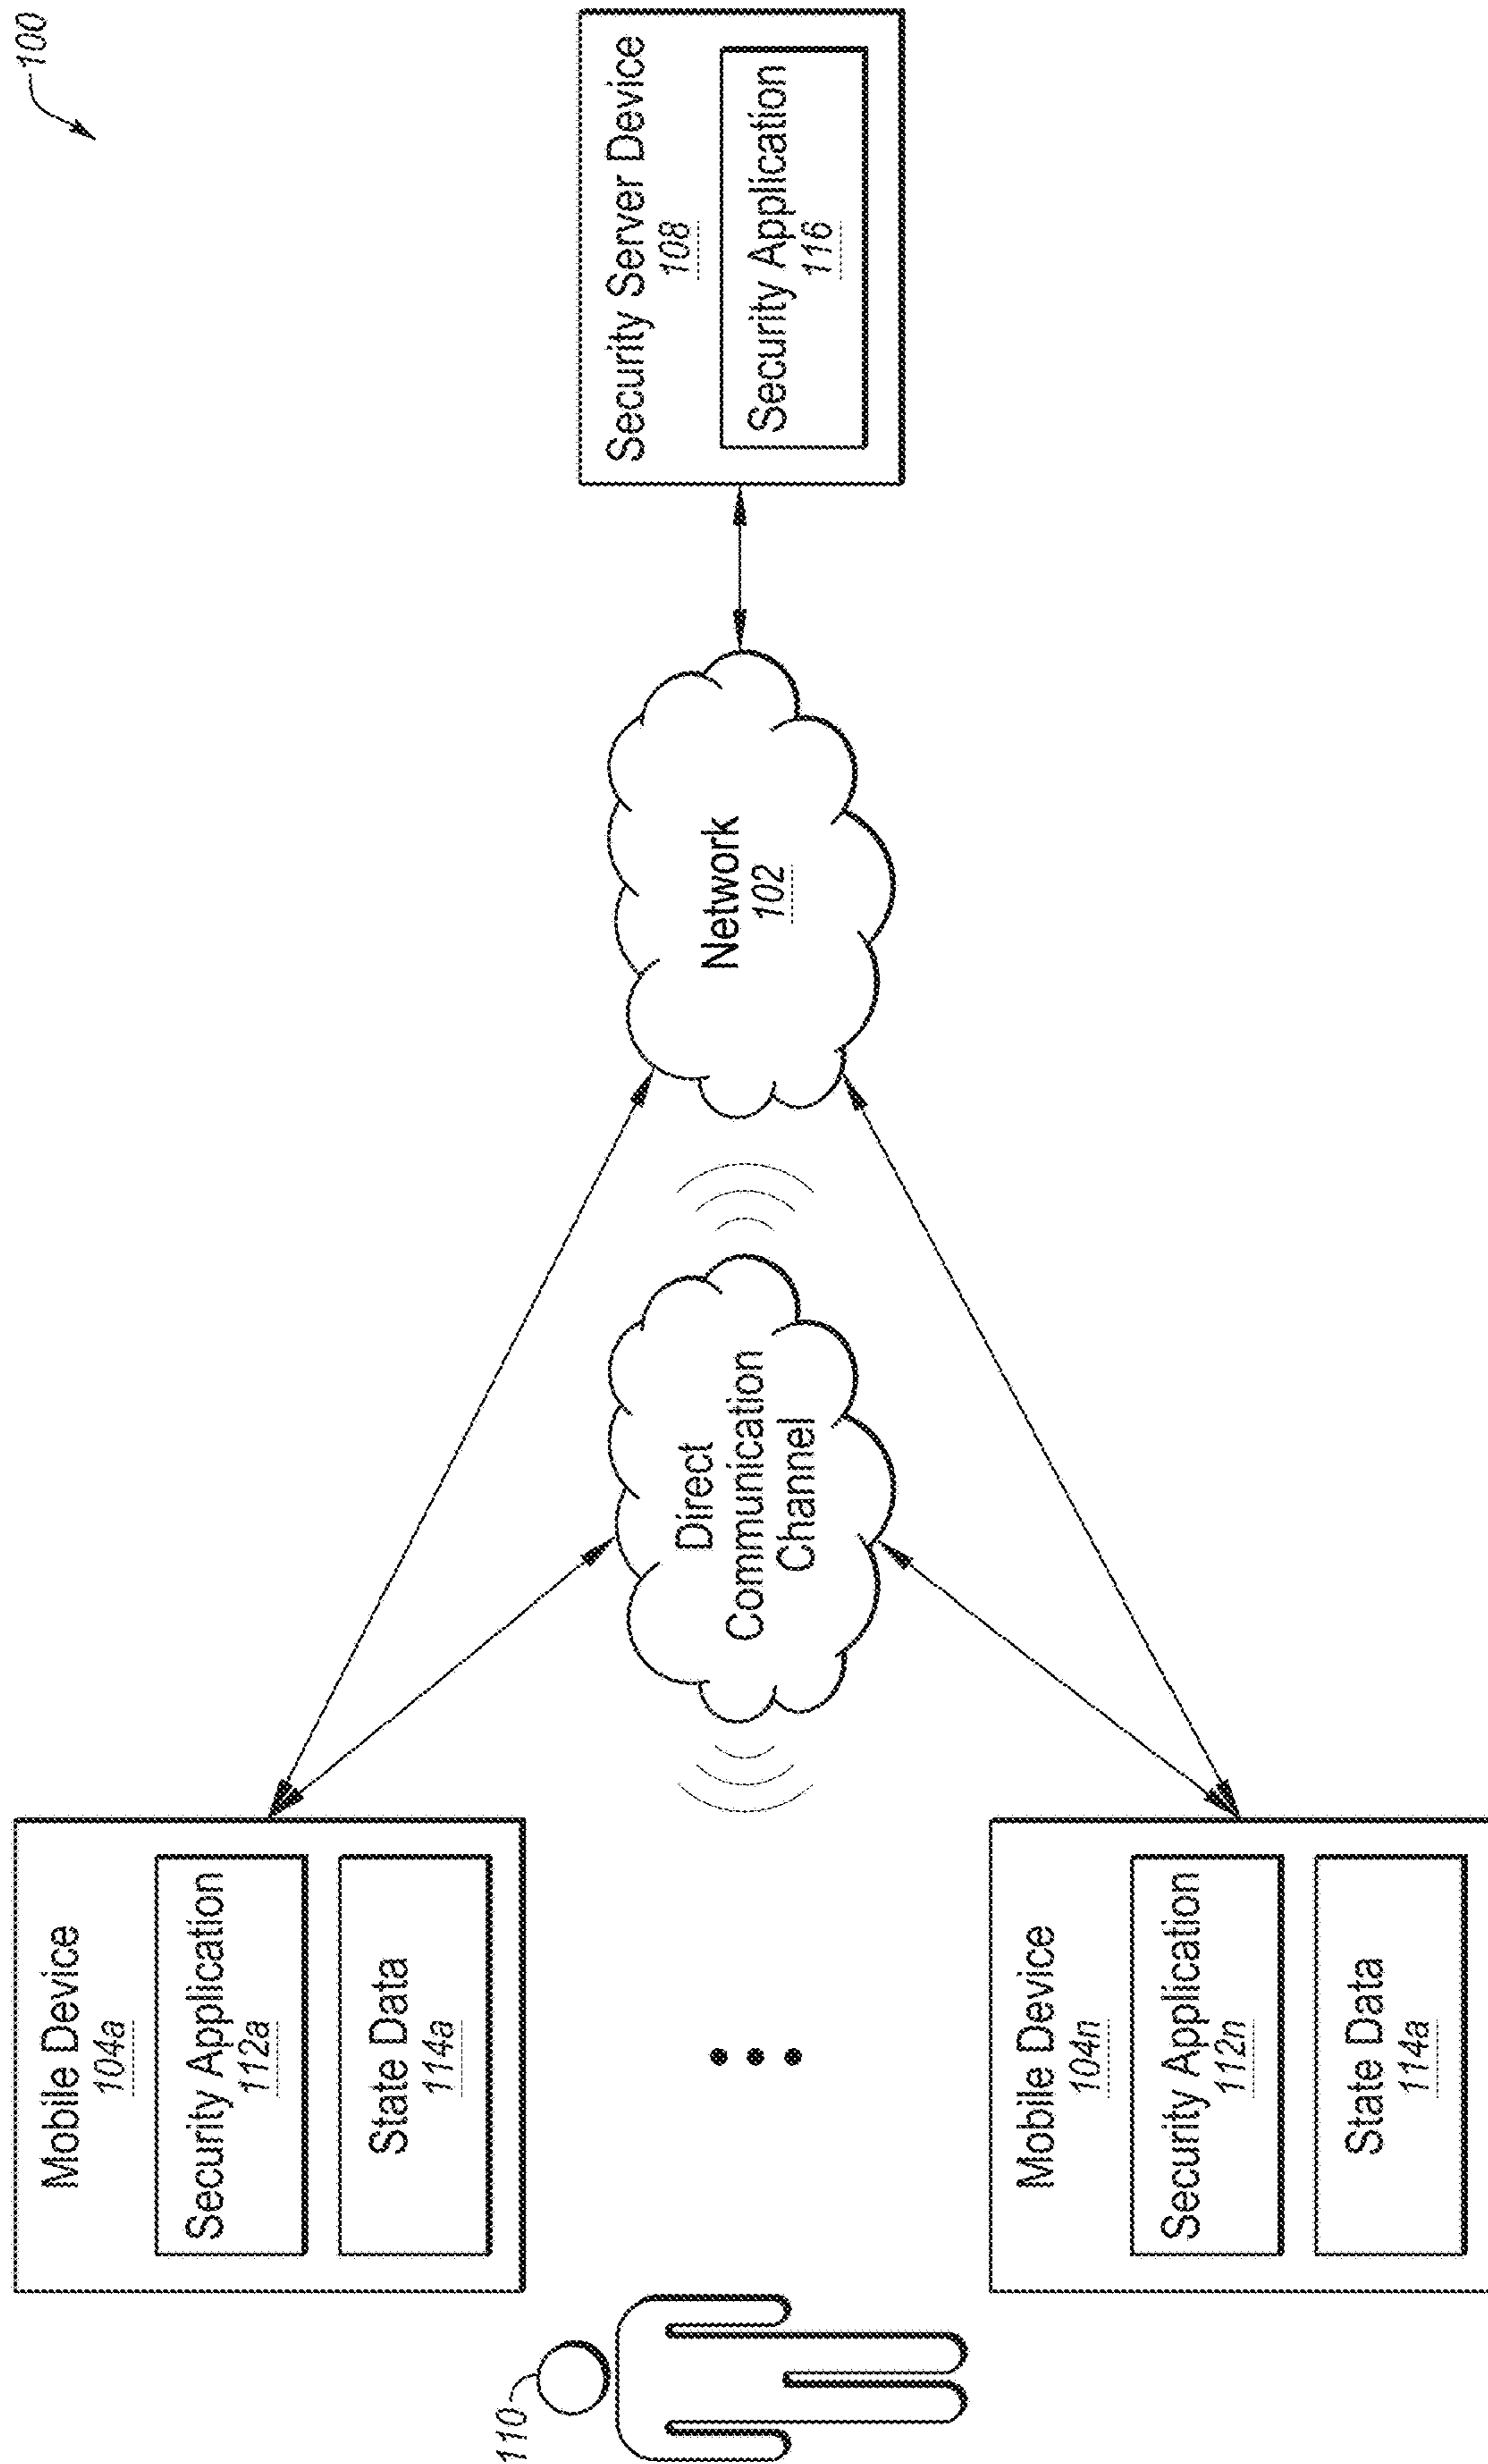 100
110
Mobile Device
104a
Security Application
112a
State Data
114a
Mobile Device
104n
Security Application
112n
State Data
114a
Direct
Communication
Channel
Network
102
Security Server Device
108
Security Application
116